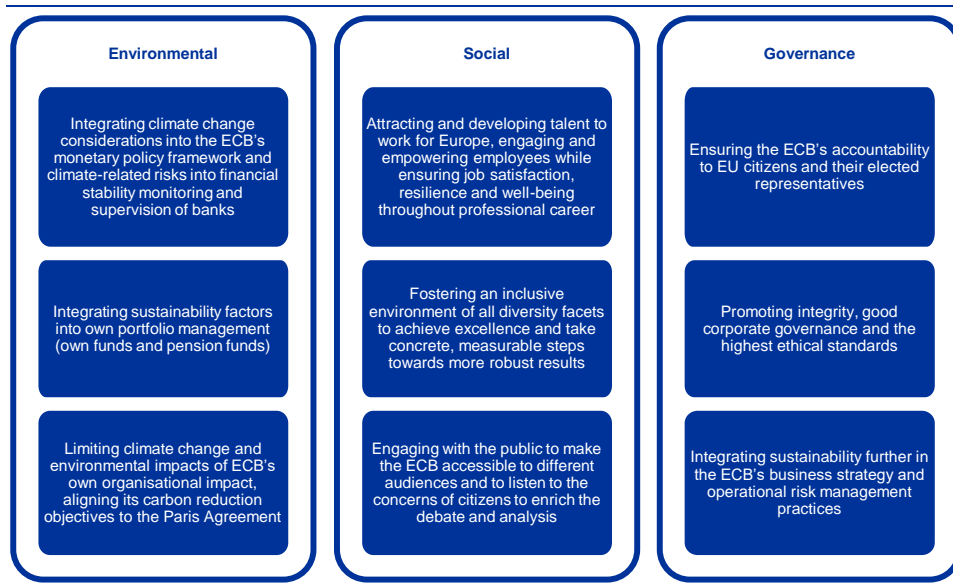 Environmental
Integrating climate change
considerations into the ECB's
monetary policy framework and
climate-related risks into financial
stability monitoring and
supervision of banks
Integrating sustainability factors
into own portfolio management
(own funds and pension funds)
Limiting climate change and
environmental impacts of ECB's
own organisational impact,
aligning its carbon reduction
objectives to the Paris Agreement
Social
Attracting and developing talent to
work for Europe, engaging and
empowering employees while
ensuring job satisfaction,
resilience and well-being
throughout professional career
Fostering an inclusive
environment of all diversity facets
to achieve excellence and take
concrete, measurable steps
towards more robust results
Engaging with the public to make
the ECB accessible to different
audiences and to listen to the
concerns of citizens to enrich the
debate and analysis
Governance
Ensuring the ECB's accountability
to EU citizens and their elected
representatives
Promoting integrity, good
corporate governance and the
highest ethical standards
Integrating sustainability further in
the ECB's business strategy and
operational risk management
practices